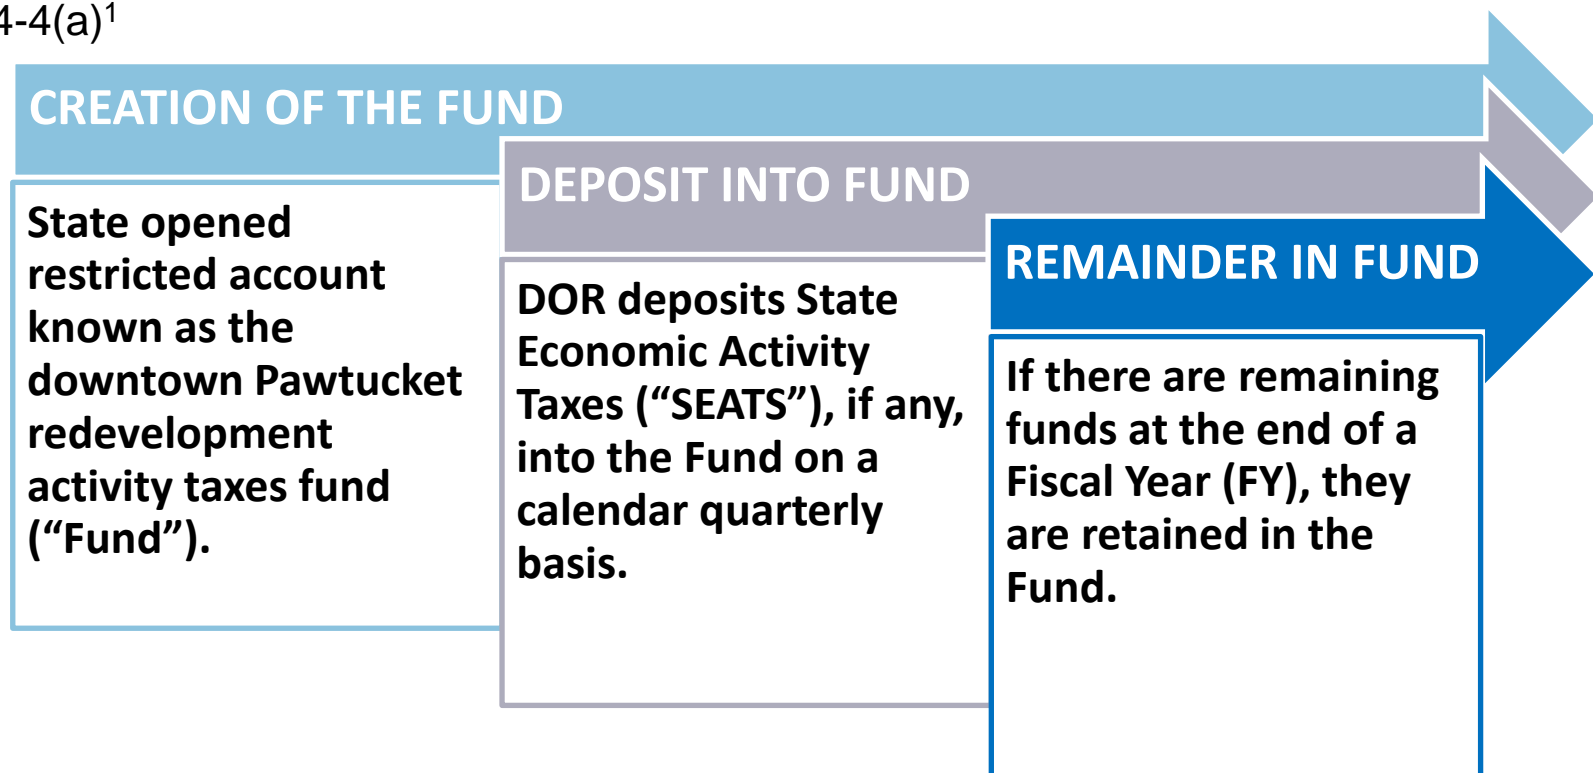 4-4(a)¹
CREATION OF THE FUND
State opened
restricted account
known as the
downtown Pawtucket
redevelopment
activity taxes fund
(“Fund”).
DEPOSIT INTO FUND
DOR deposits State
Economic Activity
Taxes (“SEATS”), if any,
into the Fund on a
calendar quarterly
basis.
REMAINDER IN FUND
If there are remaining
funds at the end of a
Fiscal Year (FY), they
are retained in the
Fund.